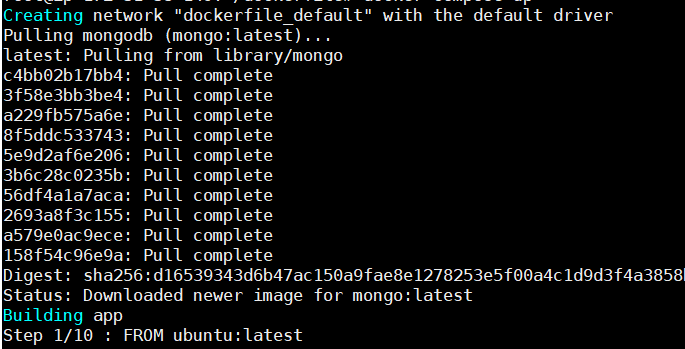 Creating network "dockerfile_default" with the default driver
Pulling mongodb (mongo:latest)...
latest: Pulling from library/mongo
c4bb02b17bb4: Pull complete
3f58e3bb3be4: Pull complete
a229fb575a6e: Pull complete
8f5ddc533743: Pull complete
5e9d2af6e206: Pull complete
3b6c28c0235b: Pull complete
56df4a1a7aca: Pull complete
2693a8f3c155: Pull complete
a579e0ac9ece: Pull complete
158f54c96e9a: Pull complete
Digest: sha256:d16539343d6b47ac150a9fae8e1278253e5f00a4c1d9d3f4a3858
Status: Downloaded newer image for mongo:latest
Building app
Step 1/10 : FROM ubuntu:latest